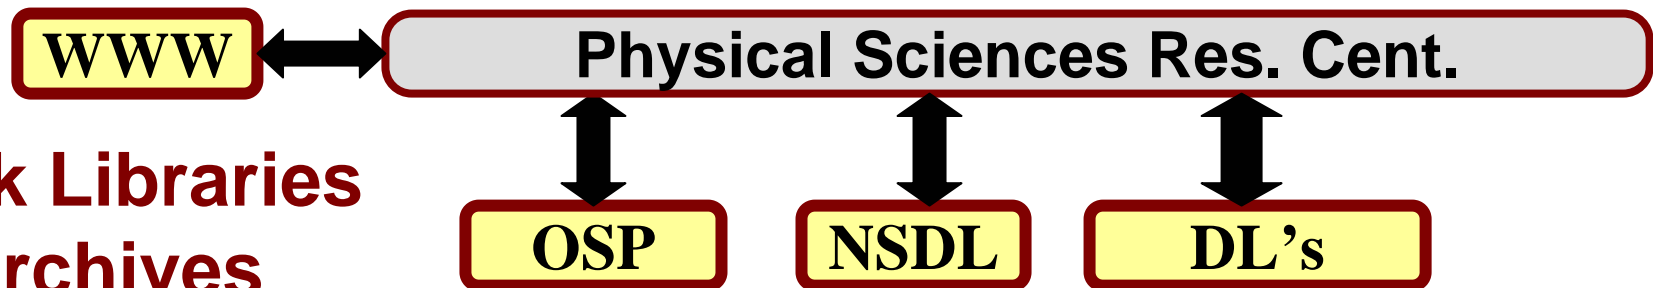 WWW
Physical Sciences Res. Cent.
k Libraries
rchives
OSP
NSDL
DL's